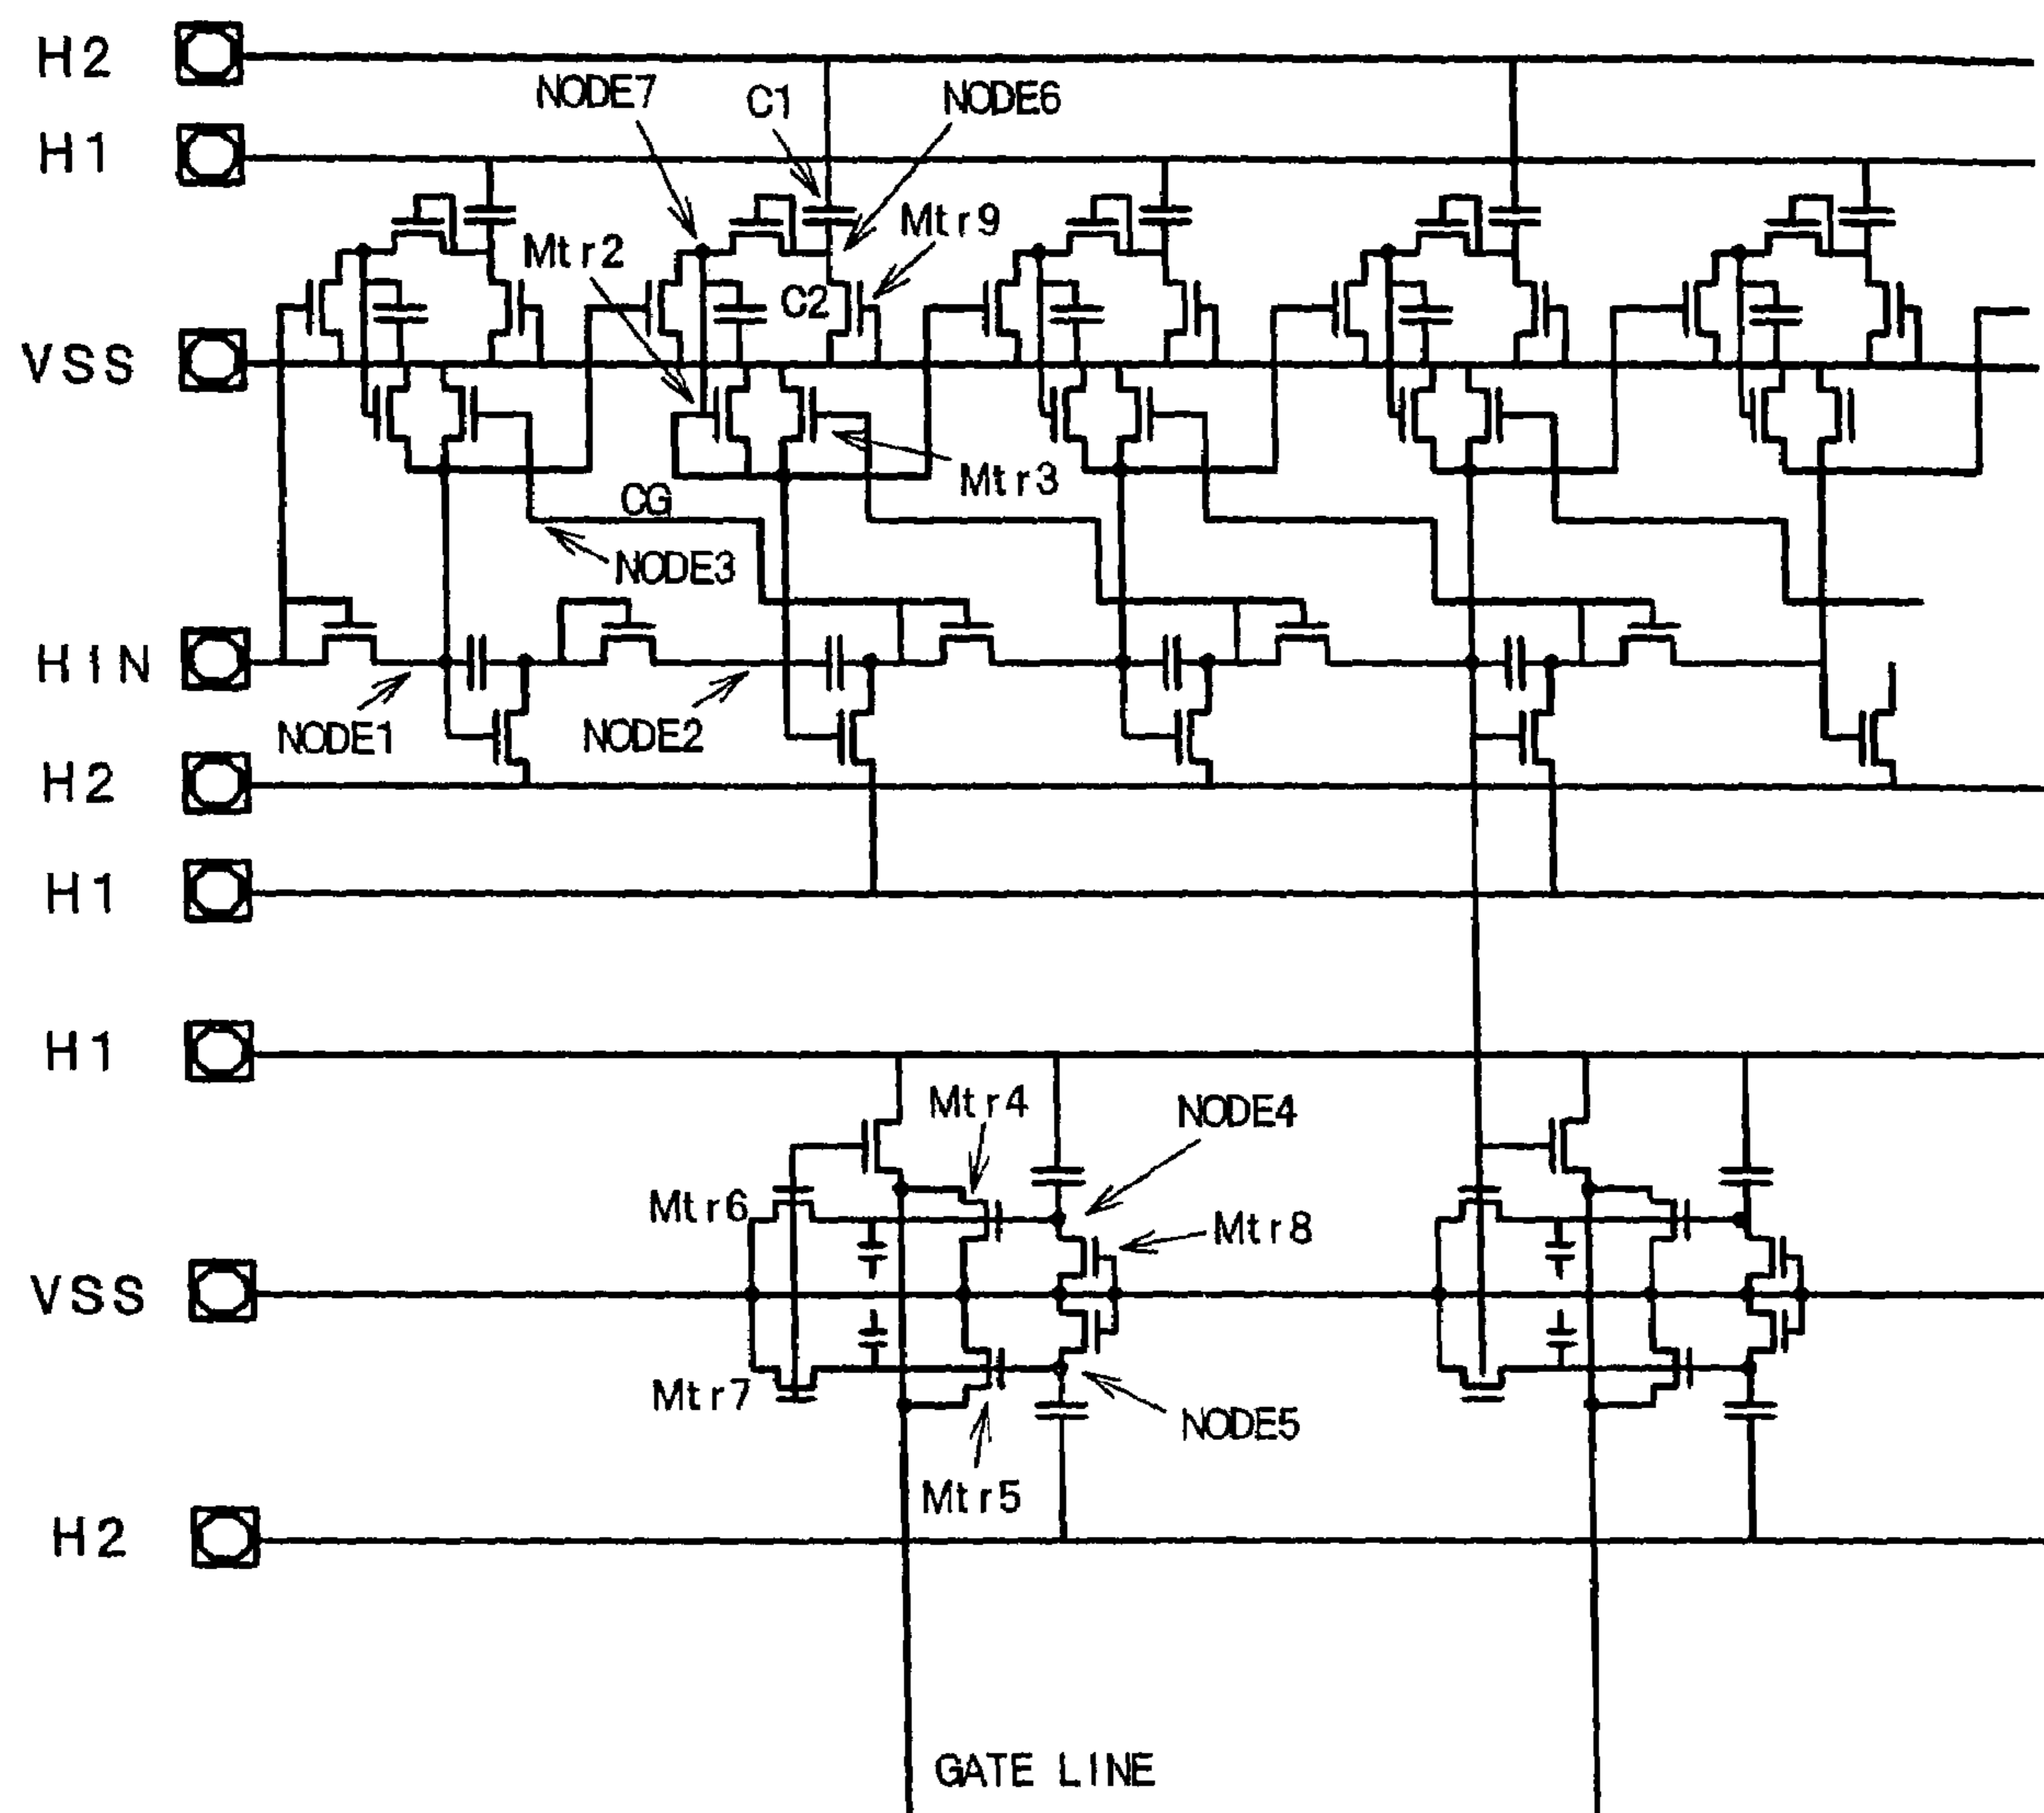 H2
NODE7
C1
NODE6
H1
Mtr9
Mtr2
C2
VSS
Mtr3
CG
NODE3
HIN
NODE1
NODE2
H2
H1
H1
Mtr4
NODE4
Mtr6
Mtr8
VSS
Mtr7
NODE5
Mtr5
H2
GATE LINE